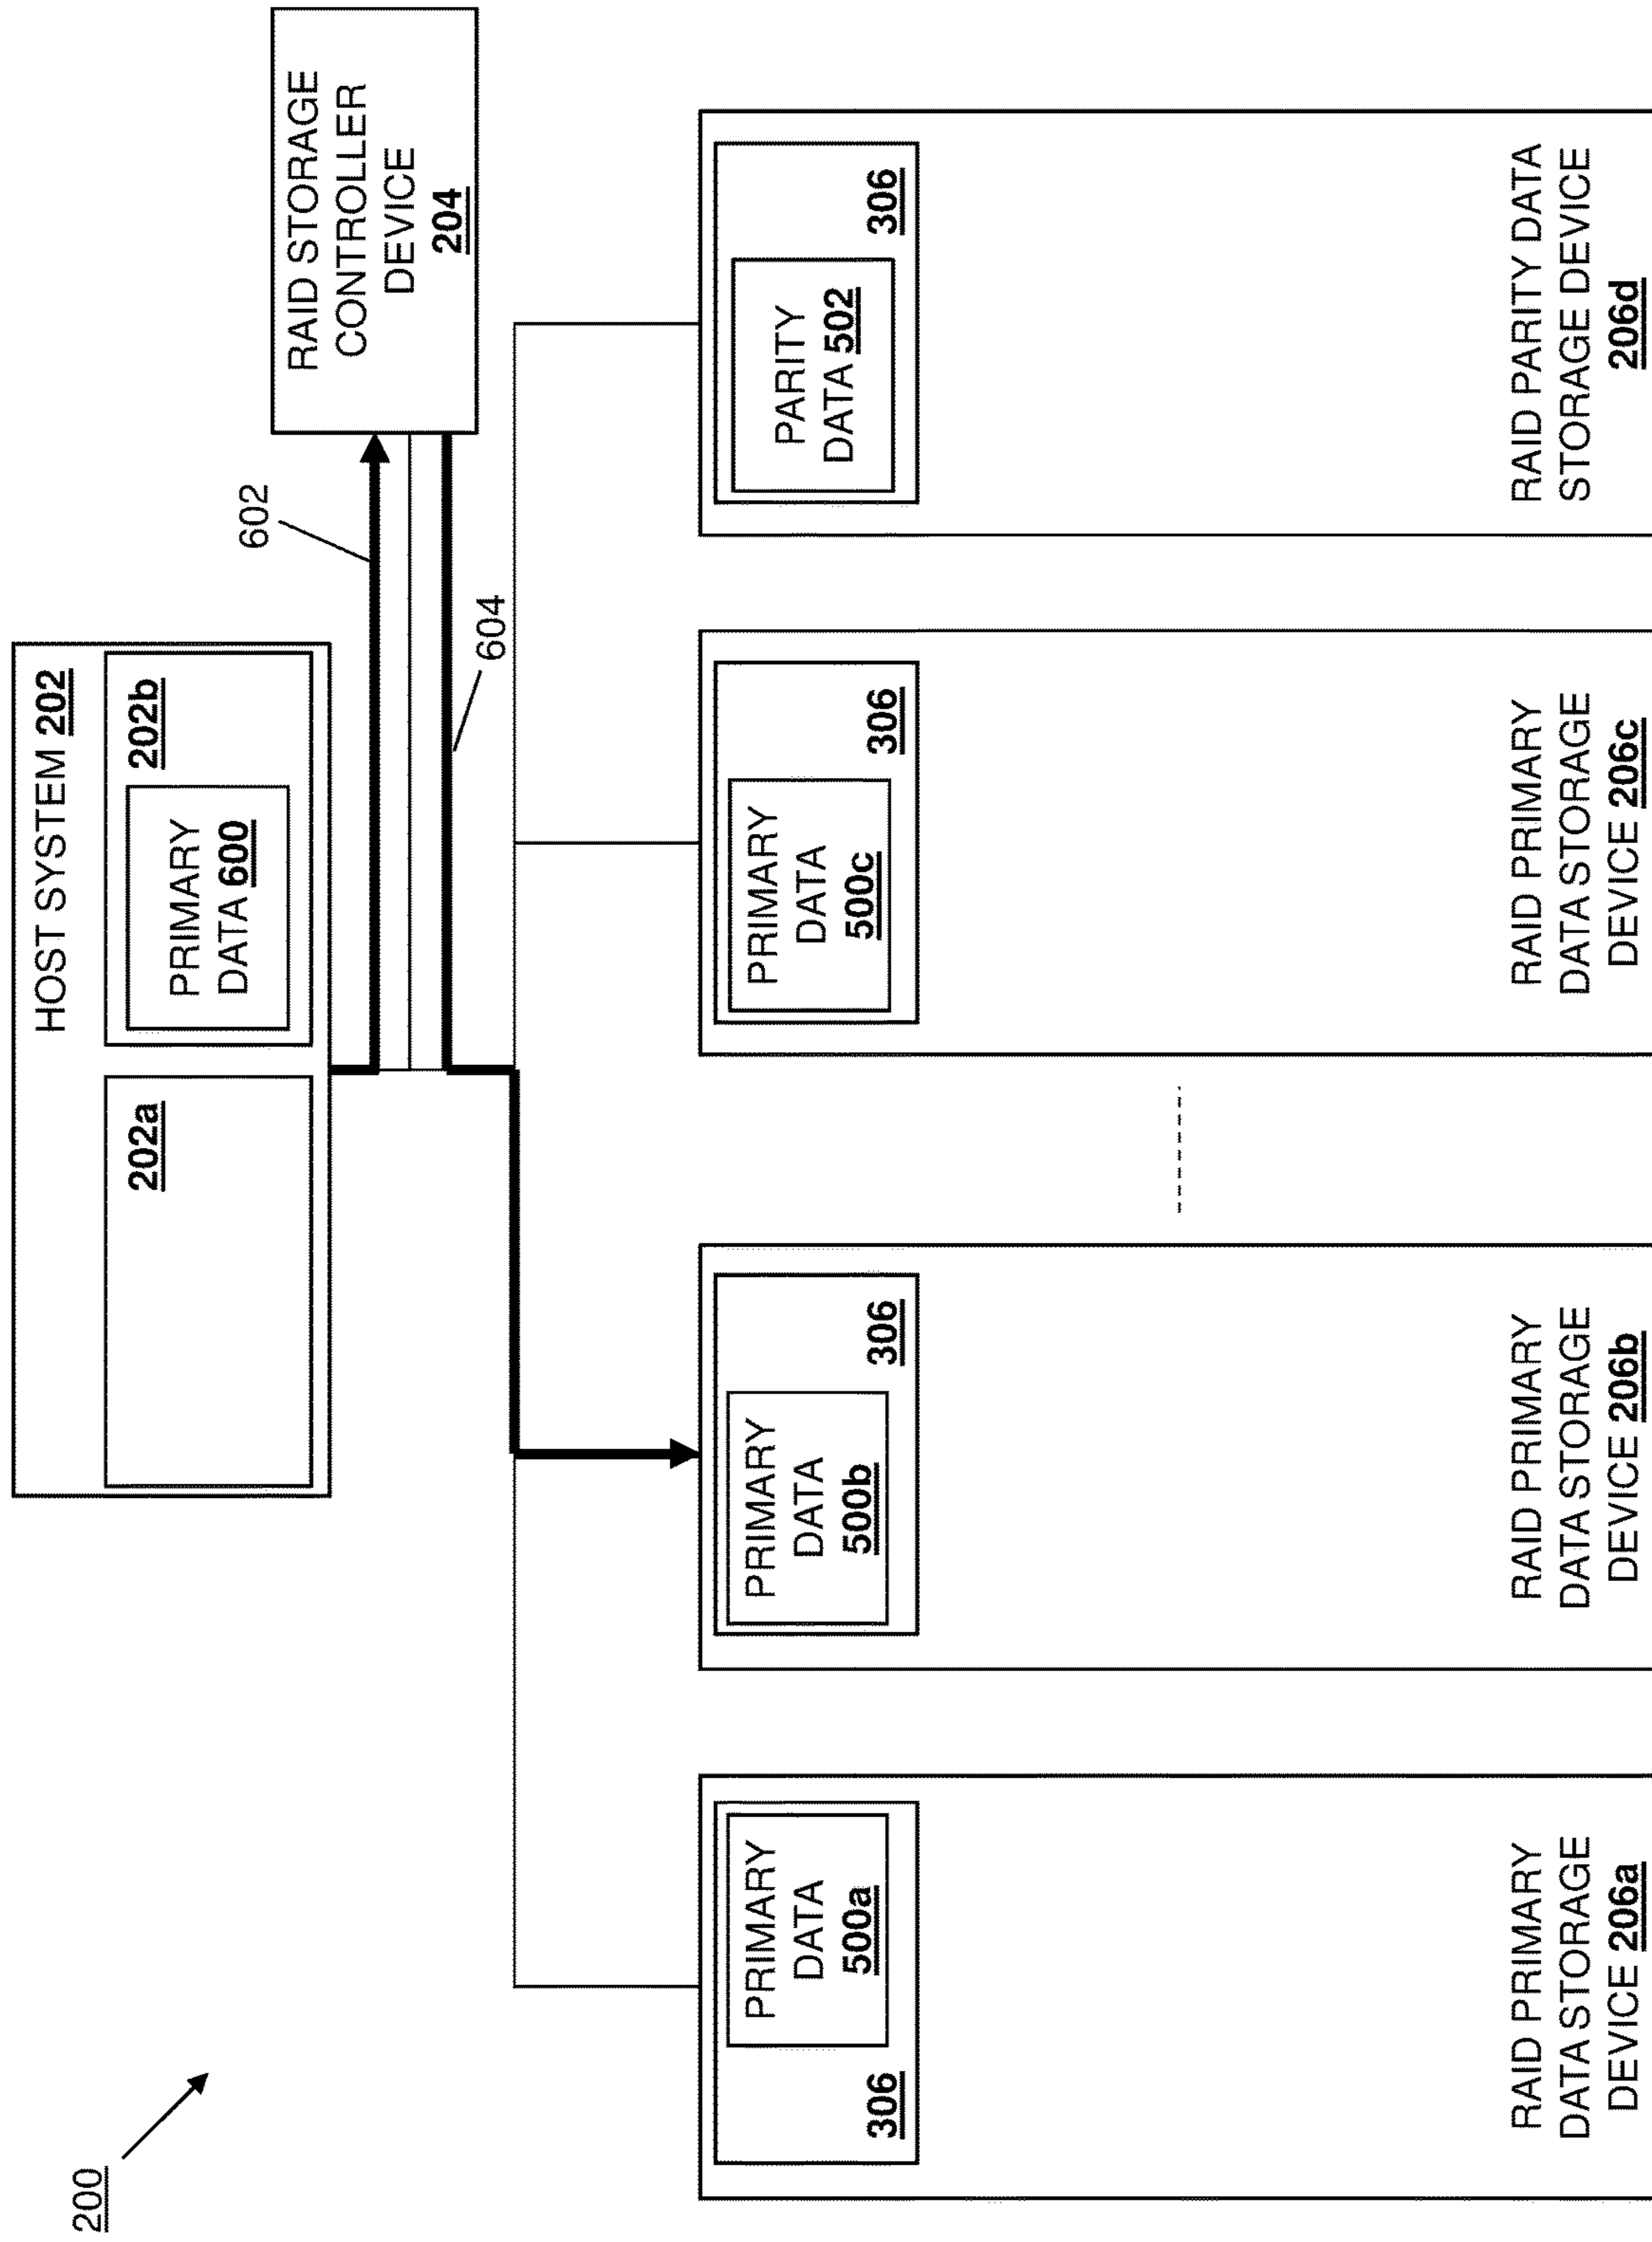 200
HOST SYSTEM 202
202a
202b
PRIMARY
DATA 600
602
604
RAID STORAGE
CONTROLLER
DEVICE
204
306
PRIMARY
DATA
500a
RAID PRIMARY
DATA STORAGE
DEVICE 206a
306
PRIMARY
DATA
500b
RAID PRIMARY
DATA STORAGE
DEVICE 206b
306
PRIMARY
DATA
500c
RAID PRIMARY
DATA STORAGE
DEVICE 206c
306
PARITY
DATA 502
RAID PARITY DATA
STORAGE DEVICE
206d